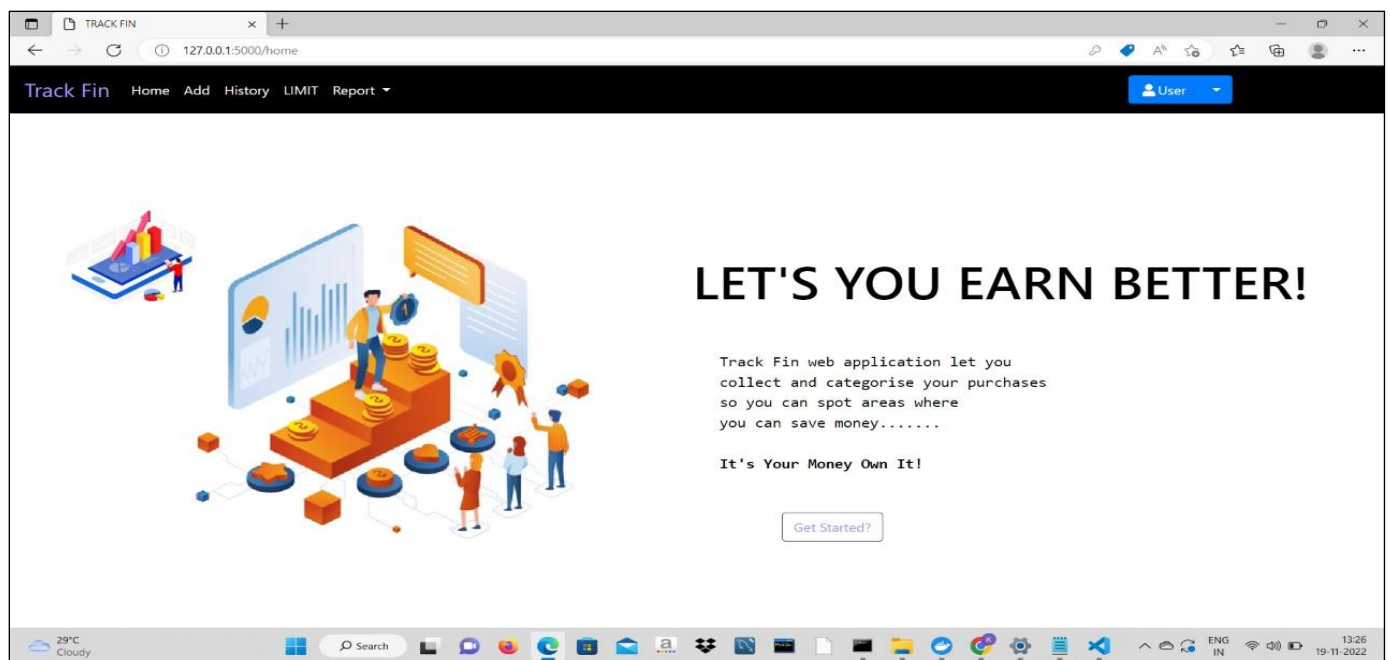 TRACK FIN
127.0.0.1:5000/home
Track Fin Home Add History LIMIT Report User
LET'S YOU EARN BETTER!
Track Fin web application let you
collect and categorise your purchases
so you can spot areas where
you can save money.......
It's Your Money Own It!
Get Started?
29°C
Cloudy
Search
a
ENG
IN
13:26
19-11-2022